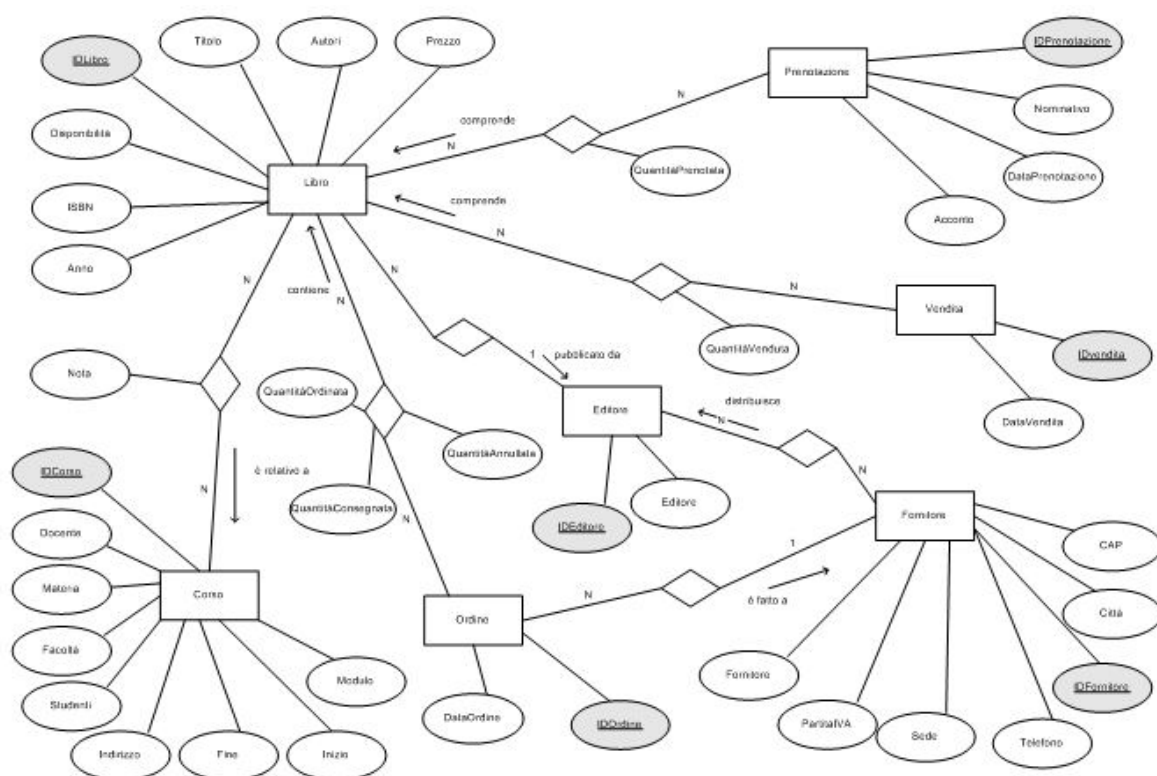 Titolo
Autori
Prezzo
IDLibro
IDPrenotazione
Prenotazione
Nominativo
Disponibilità
comprende
N
N
QuantitàPrenotata
DataPrenotazione
Libro
ISBN
comprende
Acconto
N
Anno
N
N
contiene
N
N
Vendita
QuantitàVenduta
IDvendita
1
pubblicato da
Nota
QuantitàOrdinata
Editore
distribuisce
N
DataVendita
QuantitàAnnullata
IDCorso
è relativo a
N
QuantitàConsegnata
N
IDEditore
Editore
N
Fornitore
Docente
CAP
Materia
Corso
1
Ordine
N
è fatto a
Città
Facoltà
Modulo
Fornitore
IDFornitore
Studenti
DataOrdine
IDOrdine
PartitaIVA
Sede
Telefono
Indirizzo
Fine
Inizio